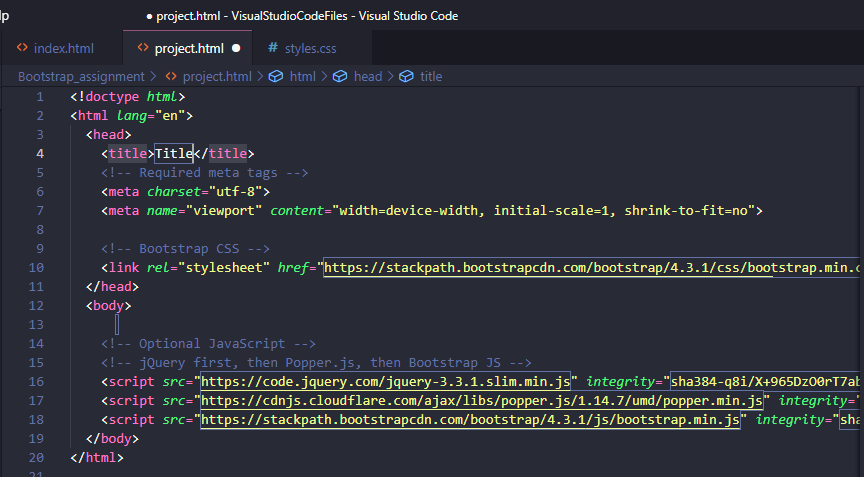 lp
● project.html - VisualStudioCodeFiles - Visual Studio Code
<> index.html <> project.html ● # styles.css
Bootstrap_assignment > <> project.html > html > head > title
1 <!doctype html>
2 <html lang="en">
3 <head>
4 <title>Title</title>
5 <!-- Required meta tags -->
6 <meta charset="utf-8">
7 <meta name="viewport" content="width=device-width, initial-scale=1, shrink-to-fit=no">
8
9 <!-- Bootstrap CSS -->
10 <link rel="stylesheet" href="https://stackpath.bootstrapcdn.com/bootstrap/4.3.1/css/bootstrap.min.c
11 </head>
12 <body>
13
14 <!-- Optional JavaScript -->
15 <!-- jQuery first, then Popper.js, then Bootstrap JS -->
16 <script src="https://code.jquery.com/jquery-3.3.1.slim.min.js" integrity="sha384-q8i/X+965DzO0rT7ab
17 <script src="https://cdnjs.cloudflare.com/ajax/libs/popper.js/1.14.7/umd/popper.min.js" integrity="
18 <script src="https://stackpath.bootstrapcdn.com/bootstrap/4.3.1/js/bootstrap.min.js" integrity="sha
19 </body>
20 </html>
21